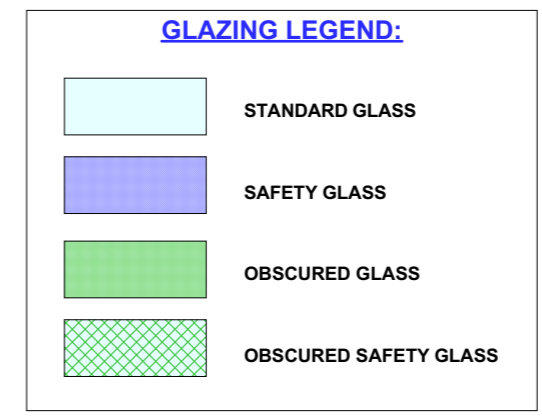 GLAZING LEGEND:
STANDARD GLASS
SAFETY GLASS
OBSCURED GLASS
OBSCURED SAFETY GLASS